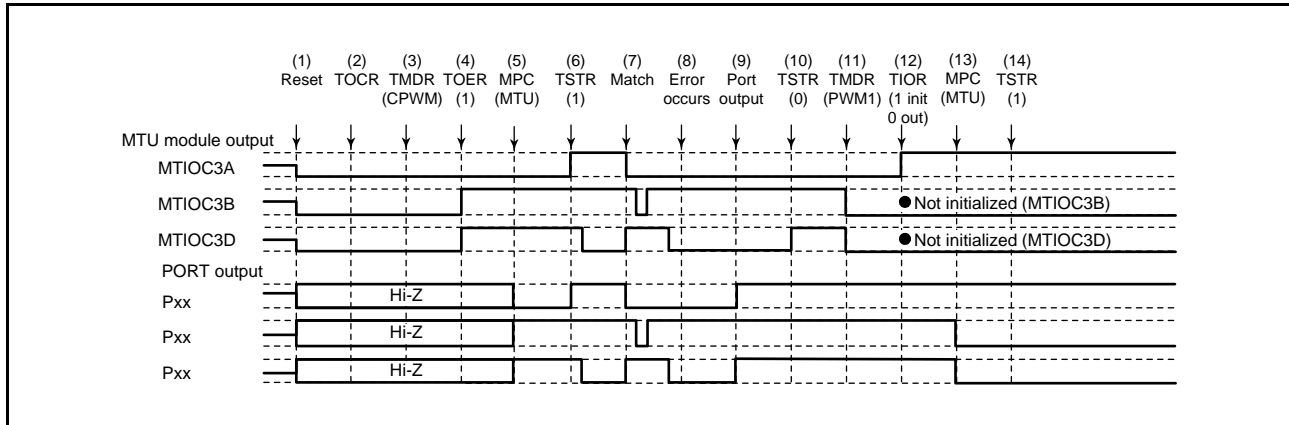 (1) (2) (3) (4) (5) (6) (7) (8) (9) (10) (11) (12) (13) (14)
Reset TOCR TMDR TOER MPC TSTR Match Error Port TSTR TMDR TIOR MPC TSTR
(CPWM) (1) (MTU) (1) occurs output (0) (PWM1) (1 init (MTU) (1)
0 out)
MTU module output
MTIOC3A
MTIOC3B ●Not initialized (MTIOC3B)
MTIOC3D ●Not initialized (MTIOC3D)
PORT output
Pxx Hi-Z
Pxx Hi-Z
Pxx Hi-Z